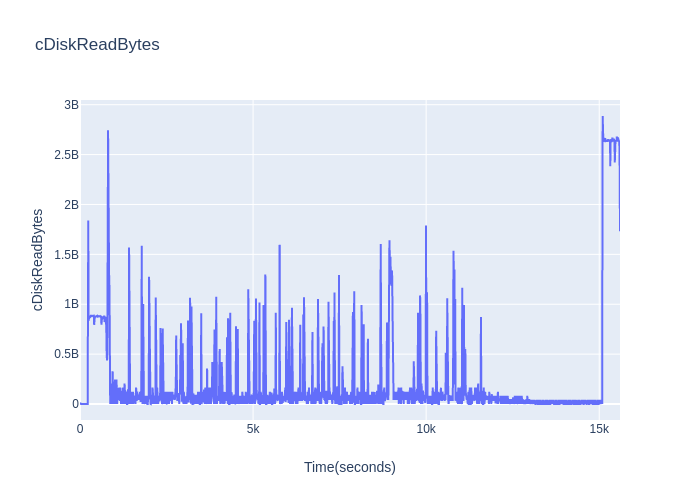 cDiskReadBytes
cDiskReadBytes
3B
2.5B
2B
1.5B
1B
0.5B
0
0
5k
10k
15k
Time(seconds)